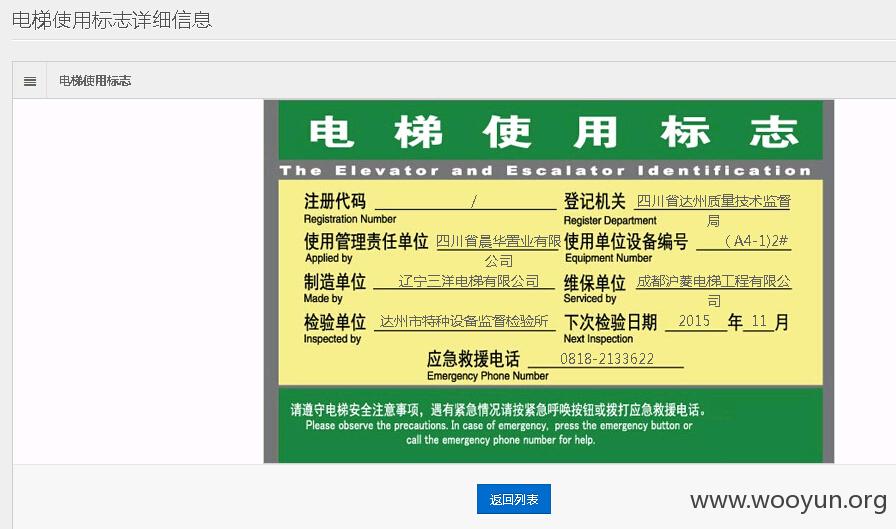 电梯使用标志详细信息
电梯使用标志
电梯使用标志
The Elevator and Escalator Identification
注册代码 / 登记机关 四川省达州质量技术监督
Registration Number Register Department 局
使用管理责任单位 四川省晨华置业有限 使用单位设备编号 (A4-1)2#
Applied by 公司 Equipment Number
制造单位 辽宁三洋电梯有限公司 维保单位 成都沪菱电梯工程有限公
Made by Serviced by 司
检验单位 达州市特种设备监督检验所 下次检验日期 2015 年 11 月
Inspected by Next Inspection
应急救援电话 0818-2133622
Emergency Phone Number
请遵守电梯安全注意事项，遇有紧急情况请按紧急呼唤按钮或拨打应急救援电话。
Please observe the precautions. In case of emergency, press the emergency button or
call the emergency phone number for help.
返回列表
www.wooyun.org